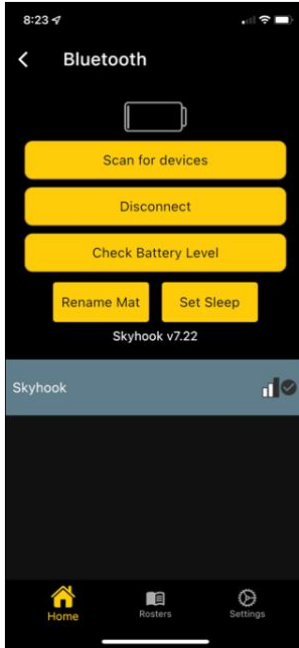 8:23
Bluetooth
Scan for devices
Disconnect
Check Battery Level
Rename Mat Set Sleep
Skyhook v7.22
Skyhook
Home Rosters Settings